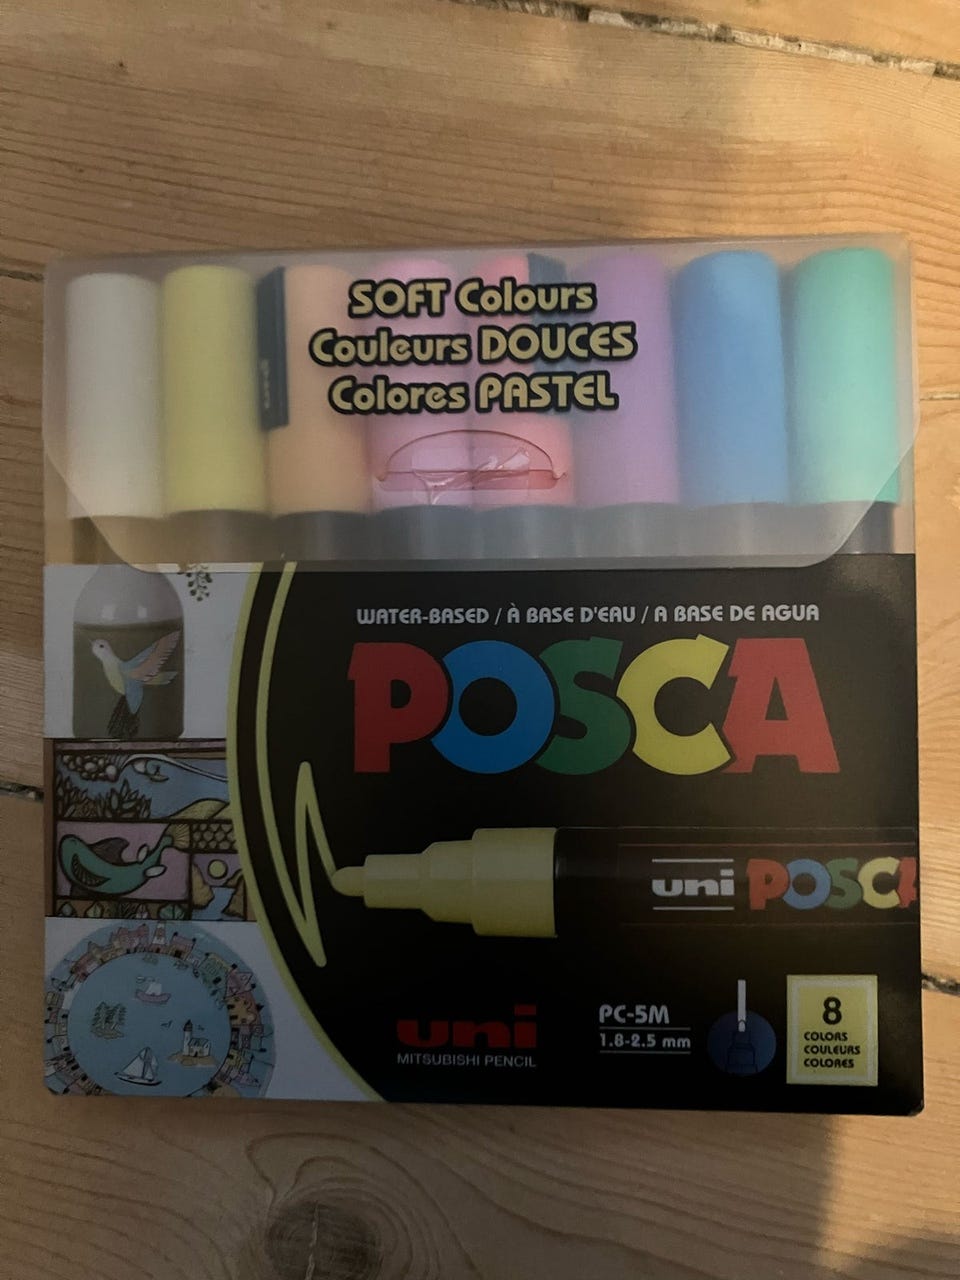 SOFT Colours
Couleurs DOUCES
Colores PASTEL
WATER-BASED / À BASE D'EAU / A BASE DE AGUA
POSCA
uni POSCA
uni
MITSUBISHI PENCIL
PC-5M
1.8-2.5 mm
8
COLORS
COULEURS
COLORES